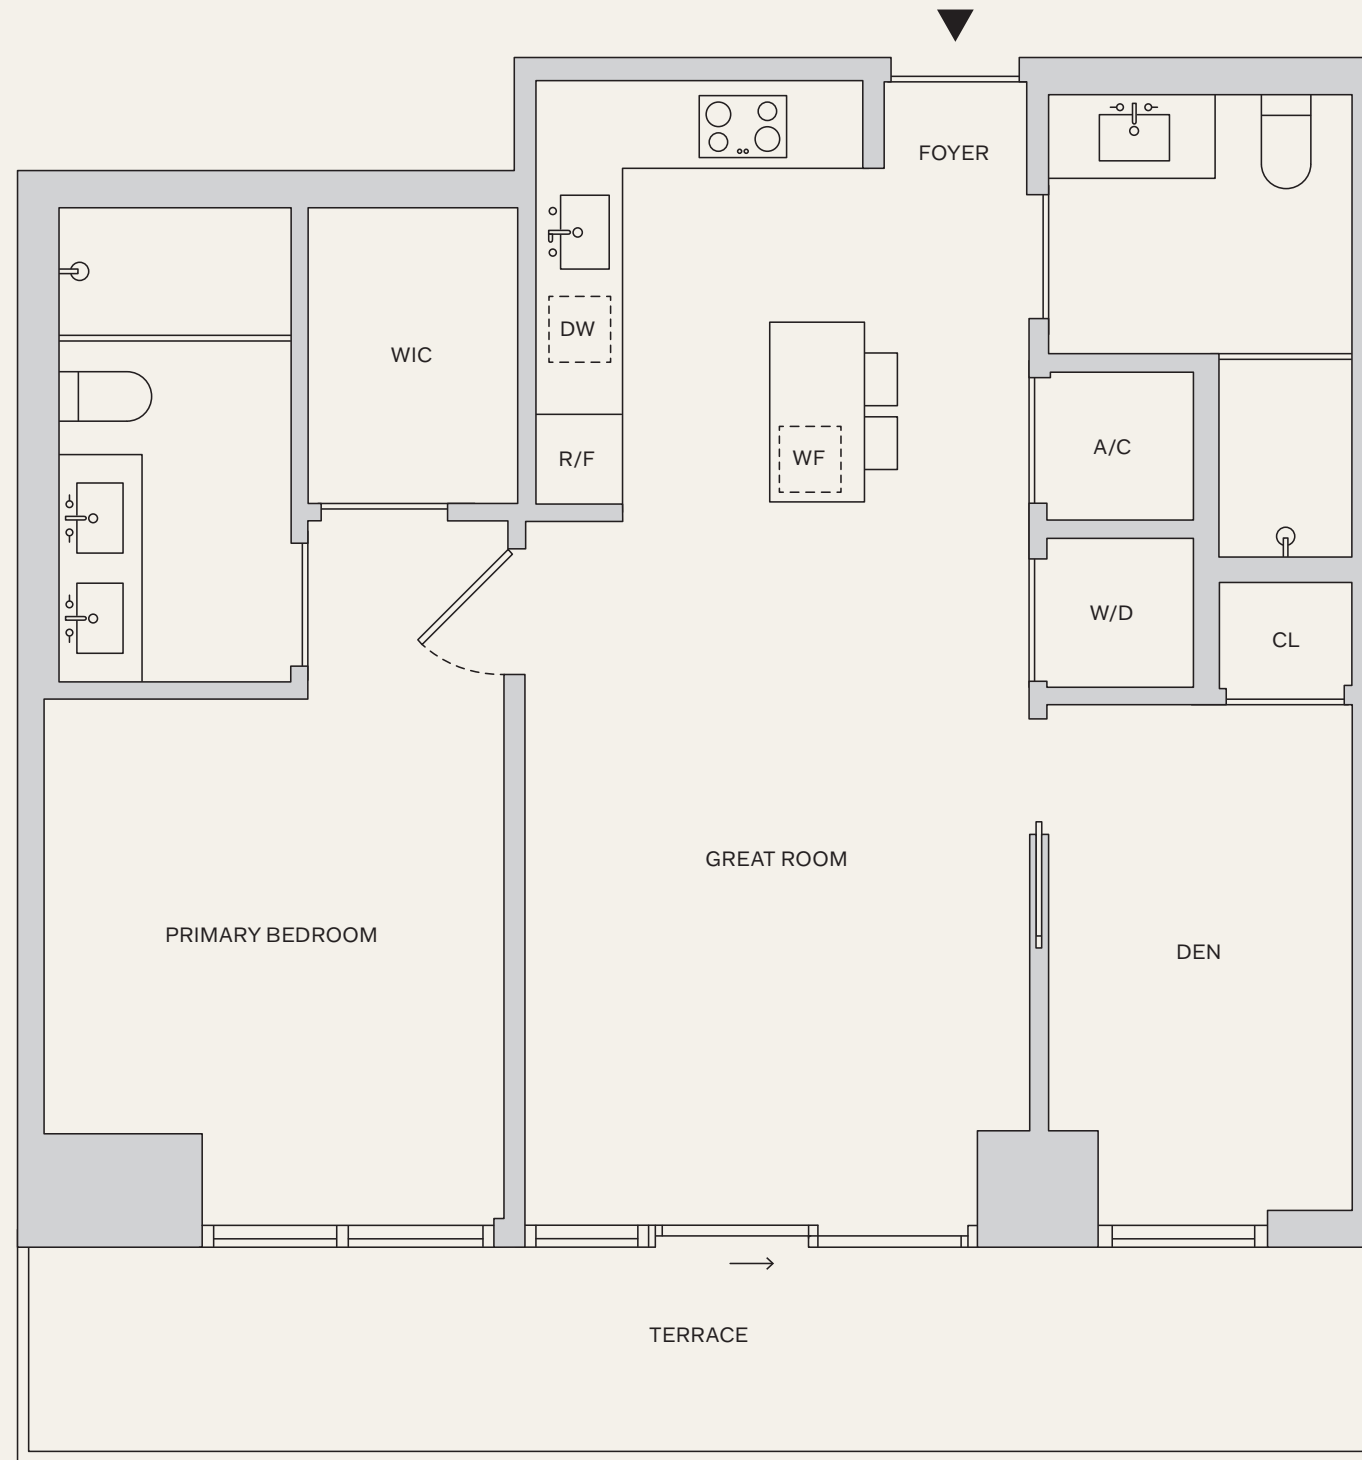 FOYER
DW
WIC
A/C
WF
R/F
W/D
CL
GREAT ROOM
PRIMARY BEDROOM
DEN
TERRACE